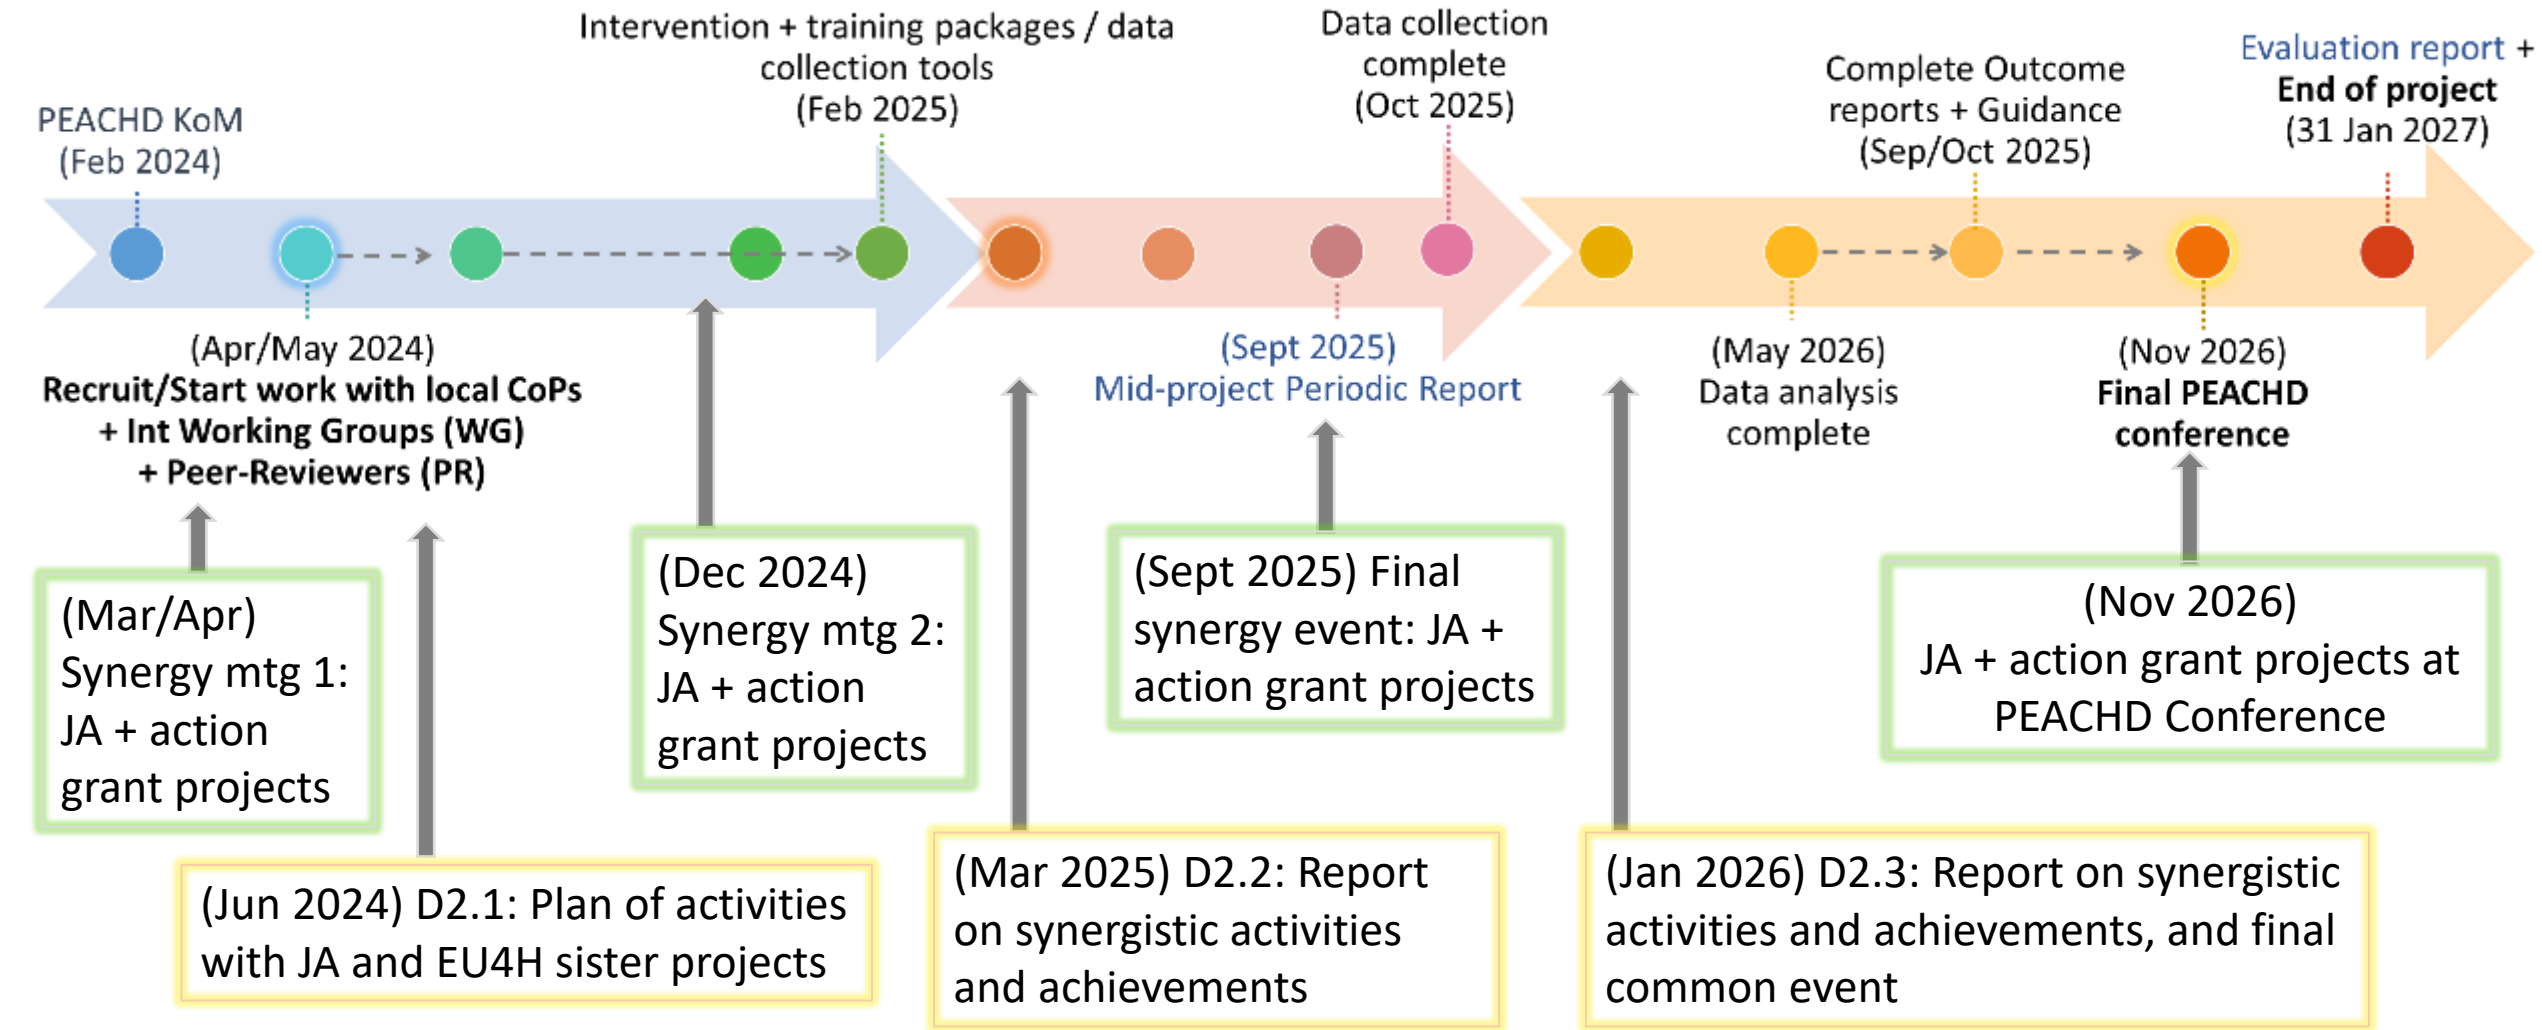 PEACHD KoM
(Feb 2024)
Intervention + training packages / data
collection tools
(Feb 2025)
Data collection
complete
(Oct 2025)
Complete Outcome
reports + Guidance
(Sep/Oct 2025)
Evaluation report +
End of project
(31 Jan 2027)
(Apr/May 2024)
Recruit/Start work with local CoPs
+ Int Working Groups (WG)
+ Peer-Reviewers (PR)
(Sept 2025)
Mid-project Periodic Report
(May 2026)
Data analysis
complete
(Nov 2026)
Final PEACHD
conference
(Mar/Apr)
Synergy mtg 1:
JA + action
grant projects
(Dec 2024)
Synergy mtg 2:
JA + action
grant projects
(Sept 2025) Final
synergy event: JA +
action grant projects
(Nov 2026)
JA + action grant projects at
PEACHD Conference
(Jun 2024) D2.1: Plan of activities
with JA and EU4H sister projects
(Mar 2025) D2.2: Report
on synergistic activities
and achievements
(Jan 2026) D2.3: Report on synergistic
activities and achievements, and final
common event